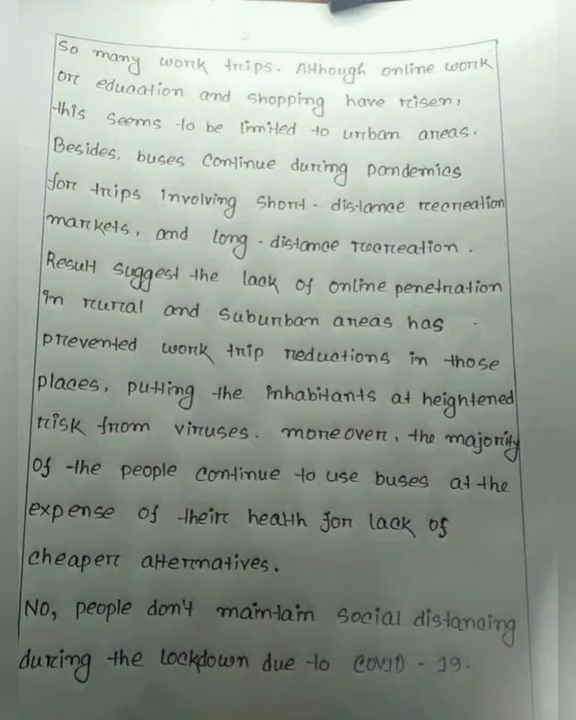 So many work trips. Although online work
or education and shopping have risen,
this seems to be limited to urban areas.
Besides, buses continue during pandemics
for trips involving short-distance recreation
markets, and long-distance recreation.
Result suggest the lack of online penetration
in rural and suburban areas has
prevented work trip reductions in those
places, putting the inhabitants at heightened
risk from viruses. moreover, the majority
of the people continue to use buses at the
expense of their health for lack of
cheaper alternatives.
NO, people don't maintain social distancing
during the lockdown due to COVID-19.